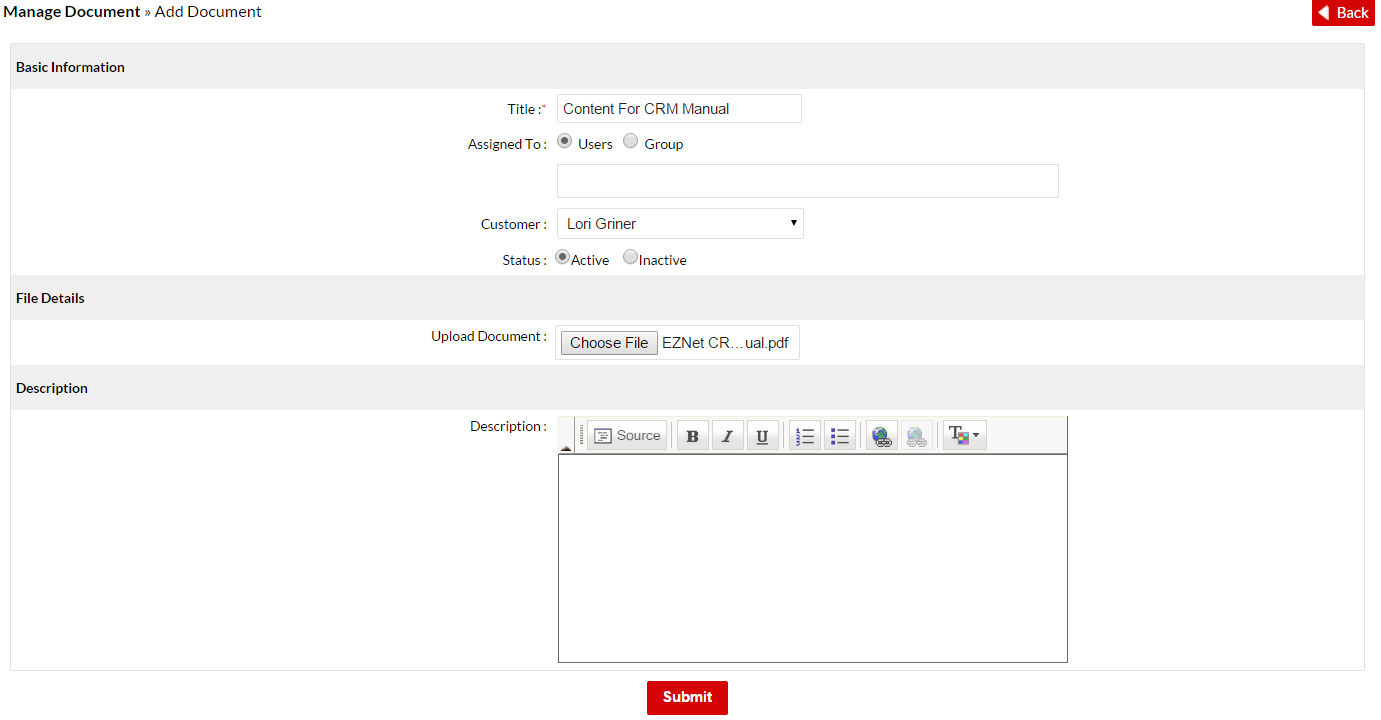 Manage Document » Add Document
Back
Basic Information
Title :* Content For CRM Manual
Assigned To : Users Group
Customer : Lori Griner
Status : Active Inactive
File Details
Upload Document : Choose File EZNet CR...ual.pdf
Description
Description : Source B I U T
Submit